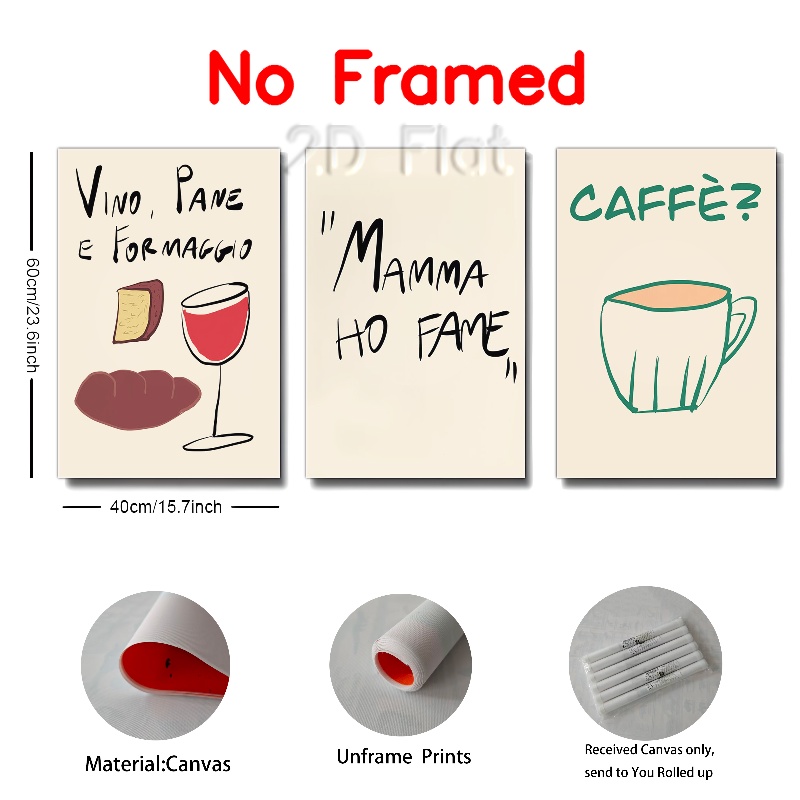 No Framed
2.D Flat
VINO, PANE
E FORMAGGIO
"MAMMA
HO FAME"
CAFFÈ?
60cm/23.6inch
40cm/15.7inch
Material:Canvas
Unframe Prints
Received Canvas only,
send to You Rolled up